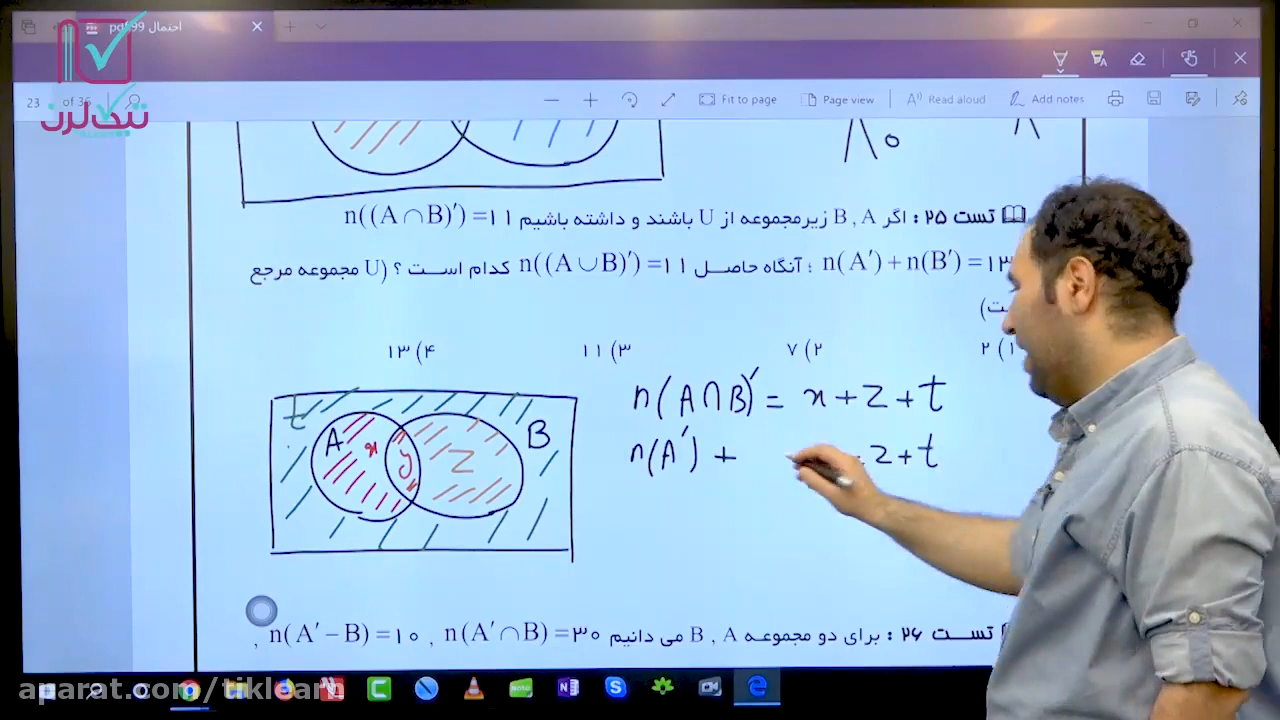 احتمال 99.pdf
23 of 36
Fit to page Page view Read aloud Add notes
تیک‌لرن
تست ۲۵ : اگر B , A زیرمجموعه از U باشند و داشته باشیم n((A∩B)′)=۱۱
n(A′)+n(B′)=۱۳ ؛ آنگاه حاصل n((A∪B)′)=۱۱ کدام است ؟ (U مجموعه مرجع
۱) ۲ ۲) ۷ ۳) ۱۱ ۴) ۱۳
n(A∩B)′= x+z+t
n(A′)+ z+t
t
A x y z B
تست ۲۶ : برای دو مجموعه B , A می دانیم n(A′∩B)=۳۰ , n(A′−B)=۱۰ ,
aparat.com/tiklearn